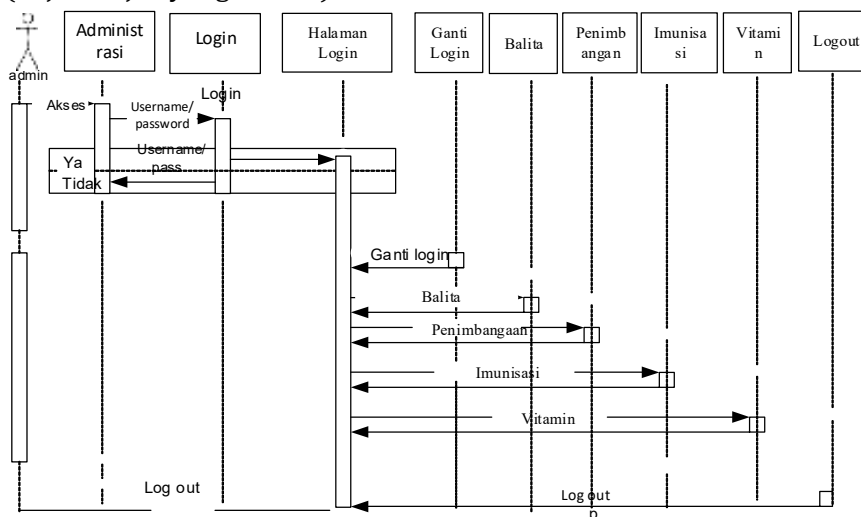 Administ
rasi
Login
Halaman
Login
Ganti
Login
Balita
Penimb
angan
Imunisa
si
Vitami
n
Logout
admin
Login
Akses
Username/
password
Username/
pass
Ya
Tidak
Ganti login
Balita
Penimbangaan
Imunisasi
Vitamin
Log out
Log out